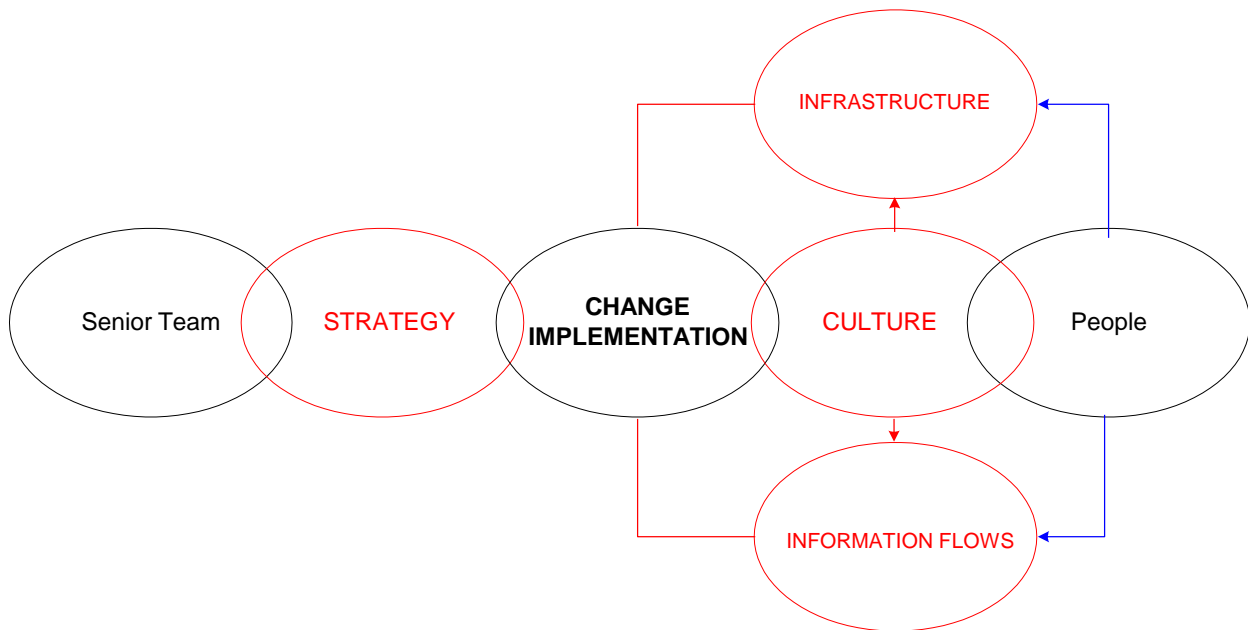 INFRASTRUCTURE
Senior Team
STRATEGY
CHANGE
IMPLEMENTATION
CULTURE
People
INFORMATION FLOWS